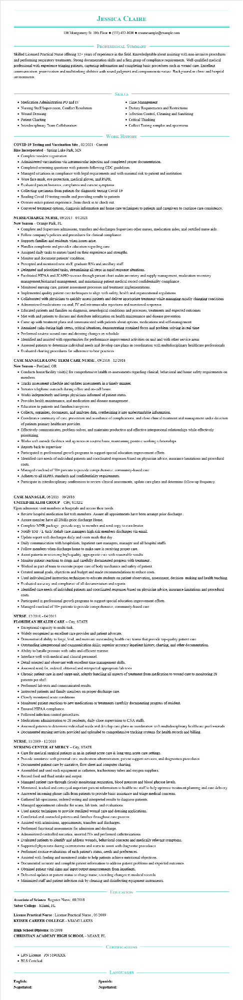 Jessica Claire
100 Montgomery St. 10th Floor ◆ (555) 432-1000 ◆ resumesample@example.com
Professional Summary
Skilled Licensed Practical Nurse offering 12+ years of experience in the field. Knowledgeable about assisting with non-invasive procedures
and performing respiratory treatments. Strong documentation skills and a firm grasp of compliance requirements. Well-qualified medical
professional with experience triaging patients, capturing information and completing basic procedures such as wound care. Excellent
communication, prioritization and multitasking abilities with sound judgment and compassionate nature. Background in clinic and hospital
environments.
Skills
• Medication Administration PO and IV
• Nursing Staff Supervision, Conflict Resolution
• Wound Dressing
• Patient Charting
• Interdisciplinary Team Collaboration
• Time Management
• Dietary Requirements and Restrictions
• Infection Control, Cleaning and Sanitizing
• Critical Thinking
• Collect Testing samples and specimens
Work History
COVID-19 Testing and Vaccination Site , 02/2021 - Current
Rise Incorporated – Spring Lake Park, MN
• Complete resident registration
• Administered vaccinations via intramuscular injection and completed proper documentation.
• Completed screening questions with patients following CDC guidelines.
• Managed situations in compliance with legal requirements and with minimal risk to patient and institution.
• Wore face mask, eye protection, medical gloves, and PAPR.
• Evaluated patient histories, complaints and current symptoms
• Collecting specimens from patients for diagnostic testing Covid-19
• Reading Covid 19 testing results and providing results to patients
• Oversee entire patient experience ,from check in to check out.
• Conveyed treatment options, diagnosis information and home care techniques to patients and caregivers to continue care consistency.
NURSE/CHARGE NURSE, 09/2014 - 04/2021
New Season – Orange Park, FL
• Complete and Supervises admissions, transfers and discharges Supervises other nurses, medication aides, and certified nurse aids .
• Follow company's policies and procedures for clinical compliance.
• Supports families and residents when issues arise.
• Handles complaints and provides education regarding care.
• Assigned daily tasks to nurses based on their experience and strengths.
• Monitor and document patients' condition.
• Precepted and mentored new staff, graduate RNs and ancillary staff.
• Delegated and prioritized tasks, streamlining all steps in rapid response situations.
• Facilitated HIPAA and JCAHO reviews through patient chart audits,inventory and supply management, medication inventory
management,biohazard management, and maintaining patient medical record confidentiality compliance .
• Monitored nursing care, patient assessment processes and treatment implementations.
• Implemented quality patient care techniques to align with safety, health and organizational regulations.
• Collaborated with physicians to quickly assess patients and deliver appropriate treatment while managing rapidly changing conditions
• Administered medications via oral, IV and intramuscular injections and monitored responses
• Educated patients and families on diagnosis, neurological conditions and processes, treatments and expected outcomes
• Met with and patients to discuss and distribute information on health maintenance and disease prevention
• Came up with treatment plans and communicated with patients about options, medications and self-management
• Remained calm during high stress, critical situations, demonstrating sustained focus and problem-solving in real-time
• Performed routine wound care and dressing changes on schedule
• Identified and assisted with opportunities for performance improvement activities on unit and with other service areas
• Assessed patients to determine individual needs and develop care plans in coordination with multidisciplinary healthcare professionals
• Evaluated charting procedures for adherence to best practices
CASE MANAGER/LONG TERM CARE NURSE , 09/2016 - 12/2018
New Season – Portland, OR
• Conducts home/facility visit(s) for comprehensive health re-assessments regarding clinical, behavioral and home safety requirements on
members.
• Tracks assessment schedule and updates assessments in a timely manner.
• Initiates telephone outreach during office and on-call hours.
• Works independently and keeps physicians informed of patient status.
• Provides health maintenance, and medication and disease management .
• Education to patients and families/caregivers .
• Collects, organizes, documents, and analyzes data, synthesizing it into understandable information.
• Coordinates continuity of care, prevention and avoidance of complications, and close clinical treatment and management under direction
of patients primary healthcare provider.
• Effectively communicates, problem-solves, and maintains productive and effective interpersonal relationships while effectively
prioritizing.
• Works with outside facilities and agencies on routine basis, maintaining positive working relationships.
• Reports back to supervisor
• Participated in professional growth programs to support special education improvement efforts.
• Identified care needs of individual patients and coordinated responses based on physician advice, insurance limitations and procedural
costs.
• Managed caseload of 50+ patients to provide comprehensive, community-based care
• Adheres to all HIPPA standards and confidentiality requirements.
• Participate in interdisciplinary conferences to review clinical assessments, update care plans and determine follow-up frequency.
CASE MANAGER, 06/2015 - 09/2016
UNITED HEALTH GROUP – City, STATE
Upon admission visit members at hospitals and access their needs.
• Review hospital medication list with members .Assure all appointments have been arrange prior discharge .
• Assure member have all DMEs prior discharge Home.
• Complete MHR package , provide copy to member and send copy to coordinator
• Notify SNF / L-tach/ Rehab case managers high risk members discharges via email.
• Update report with discharges daily and visits made that day .
• Daily communication with hospitalists, Inpatient care managers, manager and all hospital staffs.
• Follow members when discharge home to make sure is receiving proper care.
• Assist patients in receiving high-quality, appropriate care with reasonable results
• Monitor patient reactions to drugs and carefully documented progress with treatment .
• Worked as part of team to execute proper care of body mechanics and safety of patient.
• Created annual goals, objectives and budget and made recommendations to reduce costs.
• Used individualized instruction techniques to educate students on patient observation, assessment, decision- making and health teaching.
• Evaluated accuracy and compliance of all documentation and reports
• Identified care needs of individual patients and coordinated responses based on physician advice, insurance limitations and procedural
costs.
• Participated in professional growth programs to support special education improvement efforts.
• Managed caseload of 50+ patients to provide comprehensive, community-based care
NURSE, 12/2010 - 04/2015
FLORIDEAN HEALTH CARE – City, STATE
• Exceptional capacity to multi-task.
• Widely recognized as excellent care provider and patient advocate.
• Demonstrated ability to forge, lead, and motivate outstanding health care teams that provide top-quality patient care.
• Outstanding interpersonal and communication skills; superior accuracy inpatient history, charting, and other documentation.
• Ability to handle pressure with calm and efficient manner.
• Interface well with medical and clinical personnel.
• Detail oriented and observant with excellent time management skills.
• Assessed need for, ordered, obtained and interpreted appropriate lab tests
• Chronic patient care in med-surge unit, adeptly handling all aspects of treatment from medication to wound care to monitoring 28
patients per shift.
• Performed lab tests and communicated results.
• Instructed patients and family members on proper discharge care.
• Closely monitored acute conditions.
• Monitored patient reactions to new medications or treatments carefully documenting progress of resident.
• Ensured HIPAA compliance.
• Followed infection control procedures.
• Medications administration to 28 residents, daily close supervision to CNA staffs.
• Assessed patients to determine individual needs and develop care plans in coordination with multidisciplinary healthcare professionals
• Documented nursing services provided and uploaded to comprehensive tracking systems for health records and billing.
NURSE, 11/2009 - 12/2010
NURSING CENTER AT MERCY – City, STATE
• Care for medical surgical patients in an in-patient acute care & long term acute care settings.
• Provide assistance with personal care, medication administration, patient support services, and diagnostics procedures
• Documented patient care by narrative, flow sheet and computer charting.
• Assembled and used such equipment as catheters, tracheotomy tubes and oxygen suppliers.
• Record food and fluid intake and output.
• Managed patient care through closely monitoring respiration, blood pressure and blood glucose levels.
• Monitored, tracked and conveyed important patient information to healthcare staff to help optimize treatment planning and care delivery
• Answered incoming phone calls from patients to provide basic assistance and triage medical concerns.
• Gathered lab specimens, ordered testing and interpreted results to diagnose patients.
• Managed appointment calendar for scans, lab tests, and evaluations.
• Used aseptic techniques to provide sterilized wound care and dressing applications.
• Comforted and counseled patients and families throughout care process.
• Assisted with admissions, appointments, transfers and discharges.
• Performed functional assessments for admission and discharge.
• Administered controlled narcotics, inserted IVs and performed catheterizations.
• Evaluated patients to identify and address wounds, behavioral concerns and medically relevant symptoms.
• Supported physicians during examinations and scans to assist with diagnostic procedures.
• Performed routine evaluations of each patient's status, needs and preferences.
• Assisted with feeding and monitored intake to help patients achieve nutritional objectives.
• Documented accurate and complete patient information to address patient problems and expected outcomes.
• Obtained patient vital signs and input/output measurements from inpatients.
• Delivered updates in patient status to charge nurse, recording changes in medical records
• Minimized staff and patient infection risk by cleaning and disinfecting equipment instruments.
Education
Associate of Science: Register Nurse, 08/2018
Saber College - Miami, FL
License Practical Nurse : License Practical Nurse , 05/2009
KEISER CAREER COLLEGE - MIAMI LAKES
High School Diploma: 05/2008
CHRISTIAN ACADEMY HIGH SCHOOL - MIAMI, FL
Certifications
• LPN License - PN 5190XXX
• BLS Certified
Languages
English:
Negotiated:
Spanish:
Negotiated: